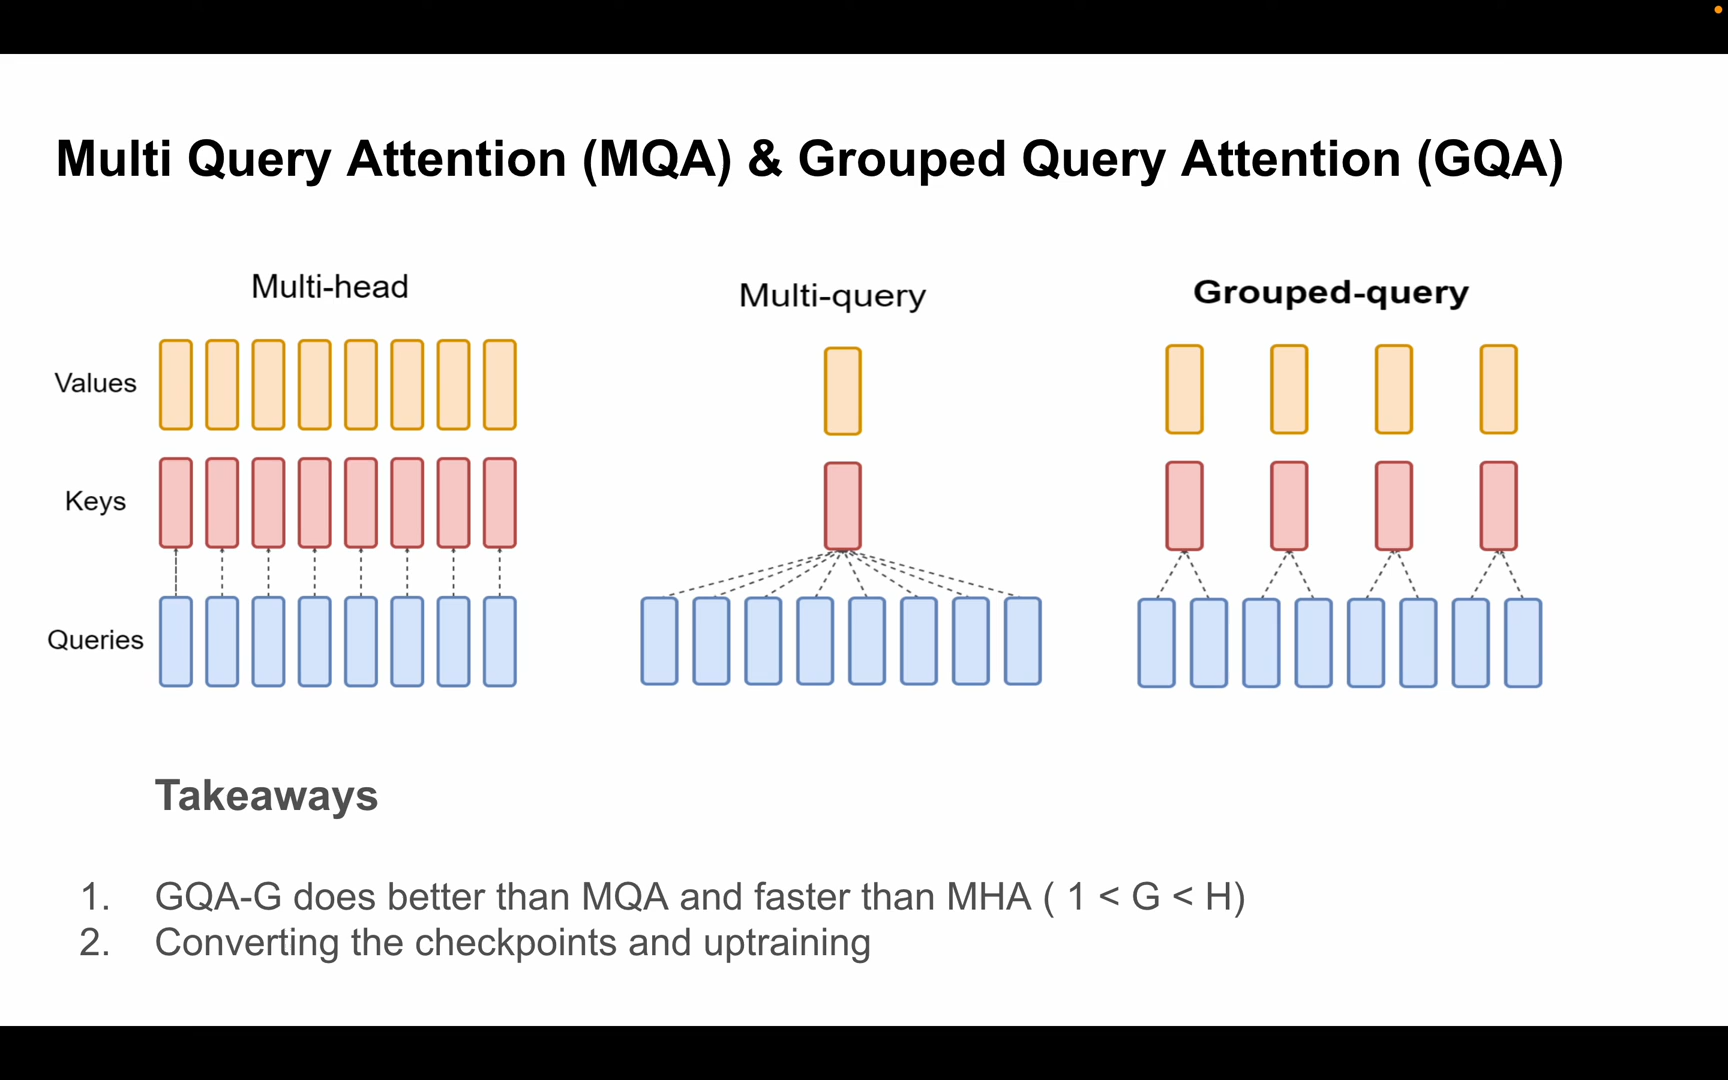 Multi Query Attention (MQA) & Grouped Query Attention (GQA)
Multi-head
Multi-query
Grouped-query
Values
Keys
Queries
Takeaways
1. GQA-G does better than MQA and faster than MHA ( 1 < G < H)
2. Converting the checkpoints and uptraining